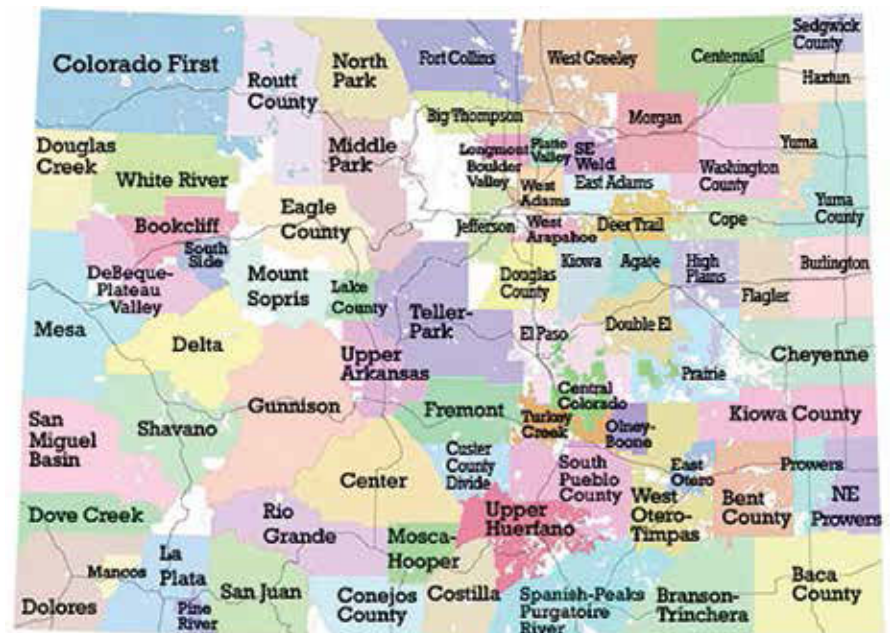 Colorado First
Routt
County
North
Park
Fort Collins
West Greeley
Centennial
Sedgwick
County
Haxtun
Big Thompson
Morgan
Yuma
Douglas
Creek
White River
Middle
Park
Longmont
Boulder
Valley
Platte
Valley
SE
Weld
West
Adams
East Adams
Washington
County
Yuma
County
Bookcliff
South
Side
Eagle
County
Jefferson
West
Arapahoe
Deer Trail
Cope
DeBeque-
Plateau
Valley
Mount
Sopris
Lake
County
Teller-
Park
Douglas
County
Kiowa
Agate
High
Plains
Flagler
Burlington
Mesa
Delta
Upper
Arkansas
El Paso
Double El
Prairie
Cheyenne
San
Miguel
Basin
Shavano
Gunnison
Fremont
Turkey
Creek
Central
Colorado
Olney-
Boone
Kiowa County
Center
Custer
County
Divide
South
Pueblo
County
West
Otero-
Timpas
East
Otero
Bent
County
Prowers
NE
Prowers
Dove Creek
Rio
Grande
Mosca-
Hooper
Upper
Huerfano
Dolores
Mancos
La
Plata
Pine
River
San Juan
Conejos
County
Costilla
Spanish-Peaks
Purgatoire
River
Branson-
Trinchera
Baca
County